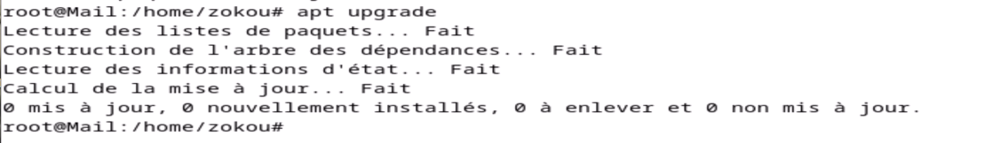 root@Mail:/home/zokou# apt upgrade
Lecture des listes de paquets... Fait
Construction de l'arbre des dépendances... Fait
Lecture des informations d'état... Fait
Calcul de la mise à jour... Fait
0 mis à jour, 0 nouvellement installés, 0 à enlever et 0 non mis à jour.
root@Mail:/home/zokou#